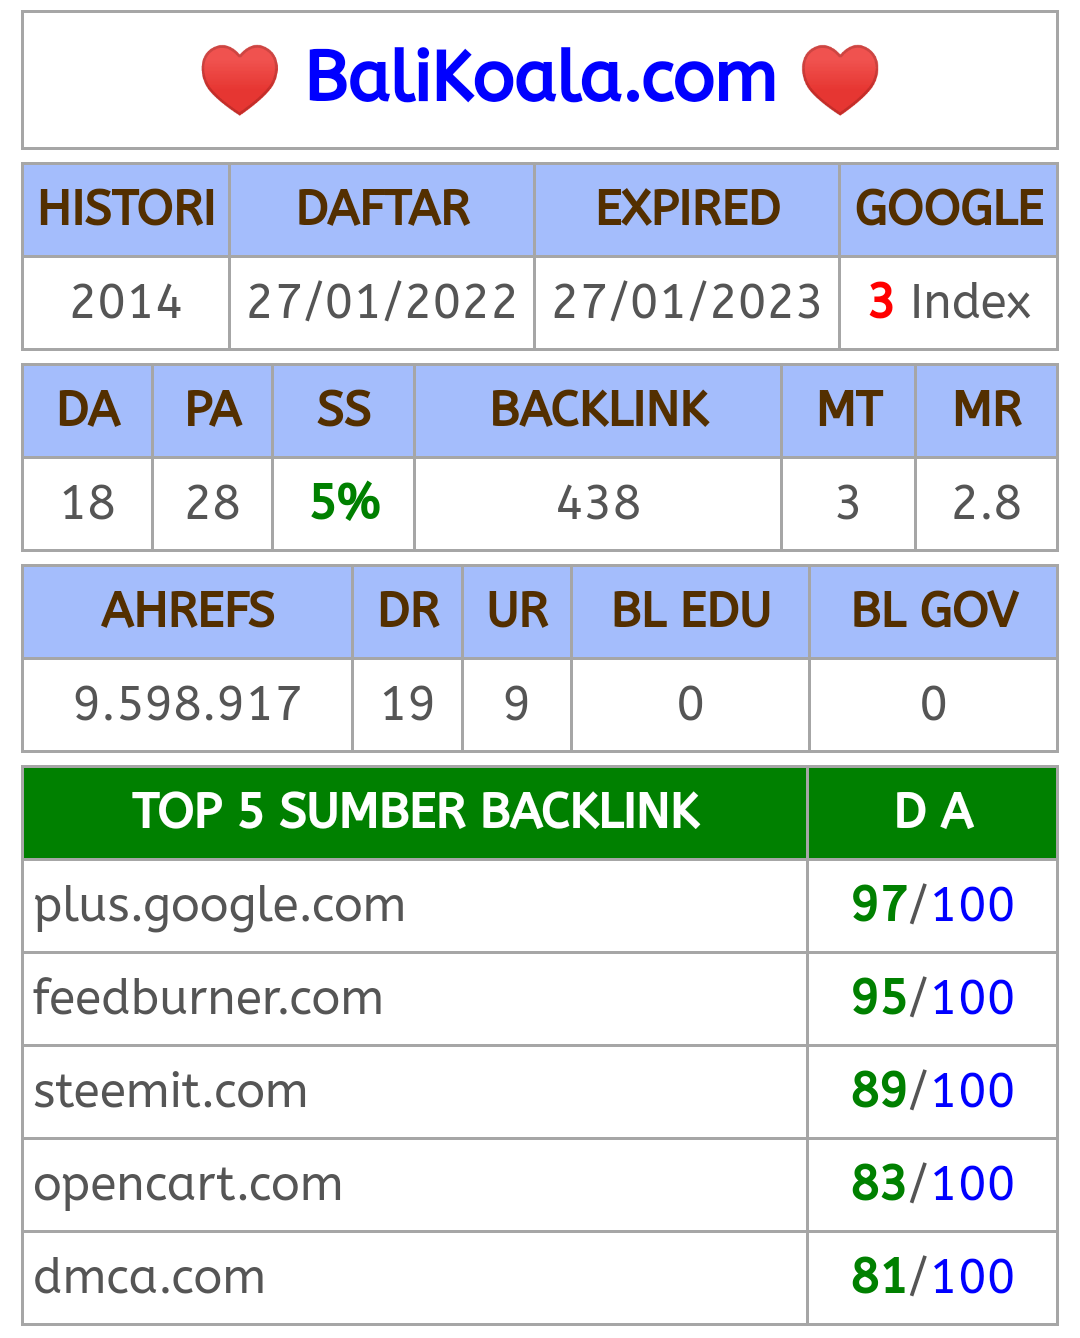 ❤️ BaliKoala.com ❤️
HISTORI DAFTAR EXPIRED GOOGLE
2014 27/01/2022 27/01/2023 3 Index
DA PA SS BACKLINK MT MR
18 28 5% 438 3 2.8
AHREFS DR UR BL EDU BL GOV
9.598.917 19 9 0 0
TOP 5 SUMBER BACKLINK D A
plus.google.com 97/100
feedburner.com 95/100
steemit.com 89/100
opencart.com 83/100
dmca.com 81/100